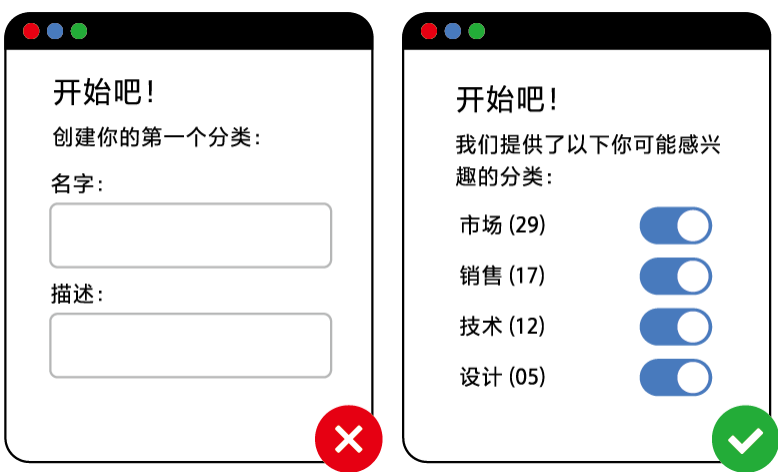 开始吧！
创建你的第一个分类：
名字：
描述：
开始吧！
我们提供了以下你可能感兴
趣的分类：
市场 (29)
销售 (17)
技术 (12)
设计 (05)